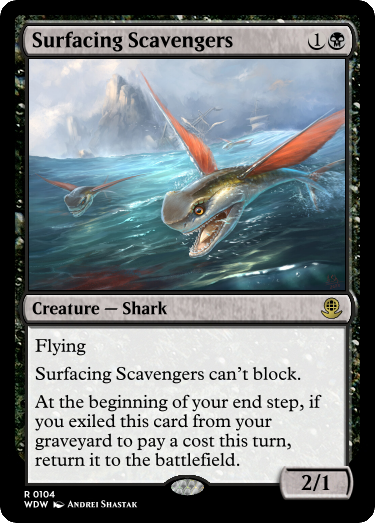 Surfacing Scavengers 1
Creature — Shark
Flying
Surfacing Scavengers can't block.
At the beginning of your end step, if
you exiled this card from your
graveyard to pay a cost this turn,
return it to the battlefield.
2/1
R 0104
WDW Andrei Shastak